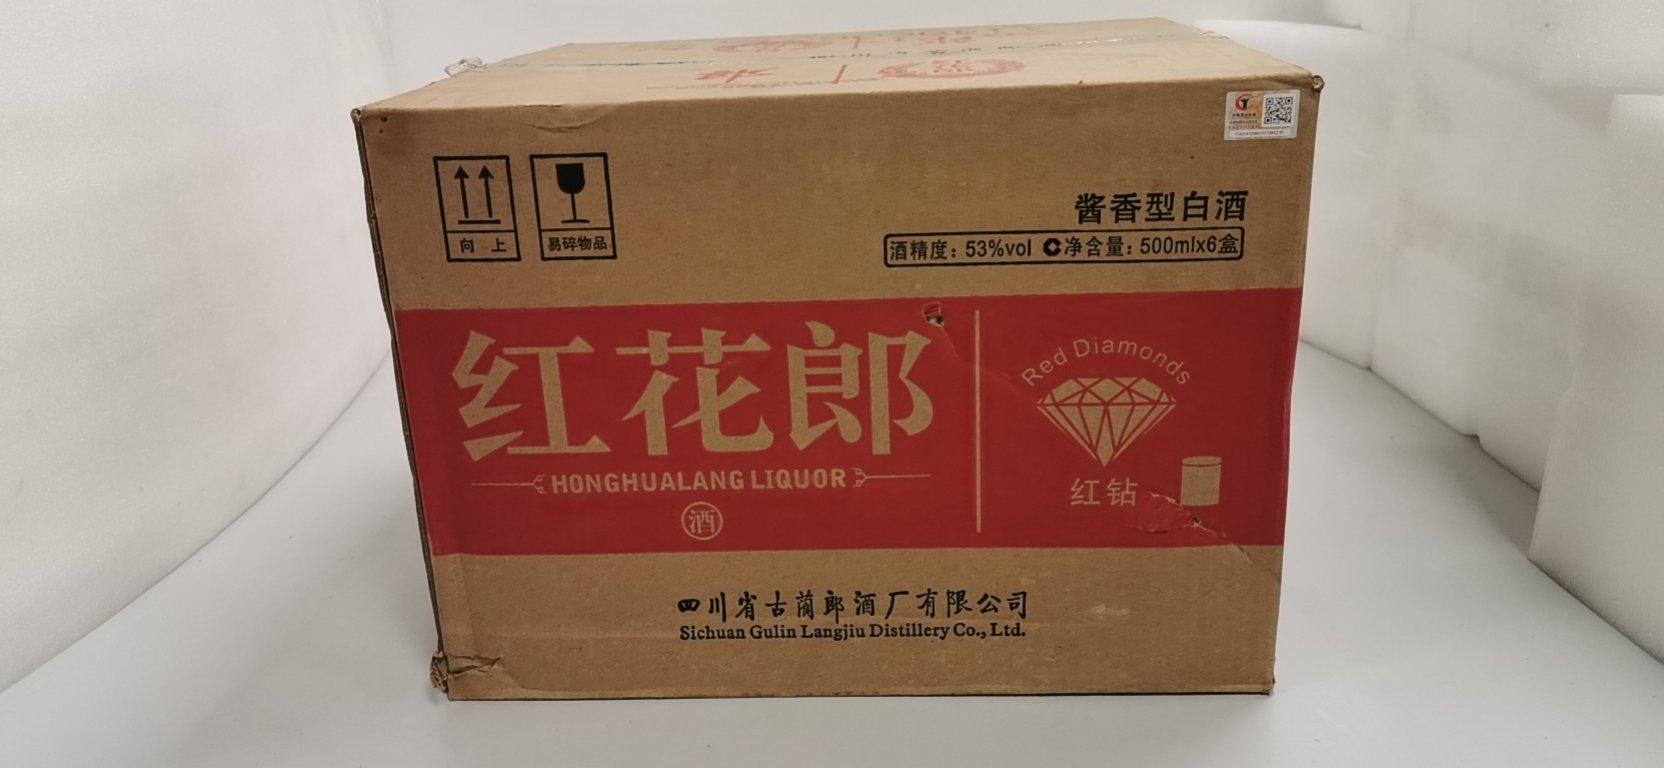 向 上
易碎物品
酱香型白酒
酒精度：53%vol 净含量：500mlx6盒
红花郎
HONGHUALANG LIQUOR
酒
Red Diamonds
红钻
四川省古蔺郎酒厂有限公司
Sichuan Gulin Langjiu Distillery Co., Ltd.